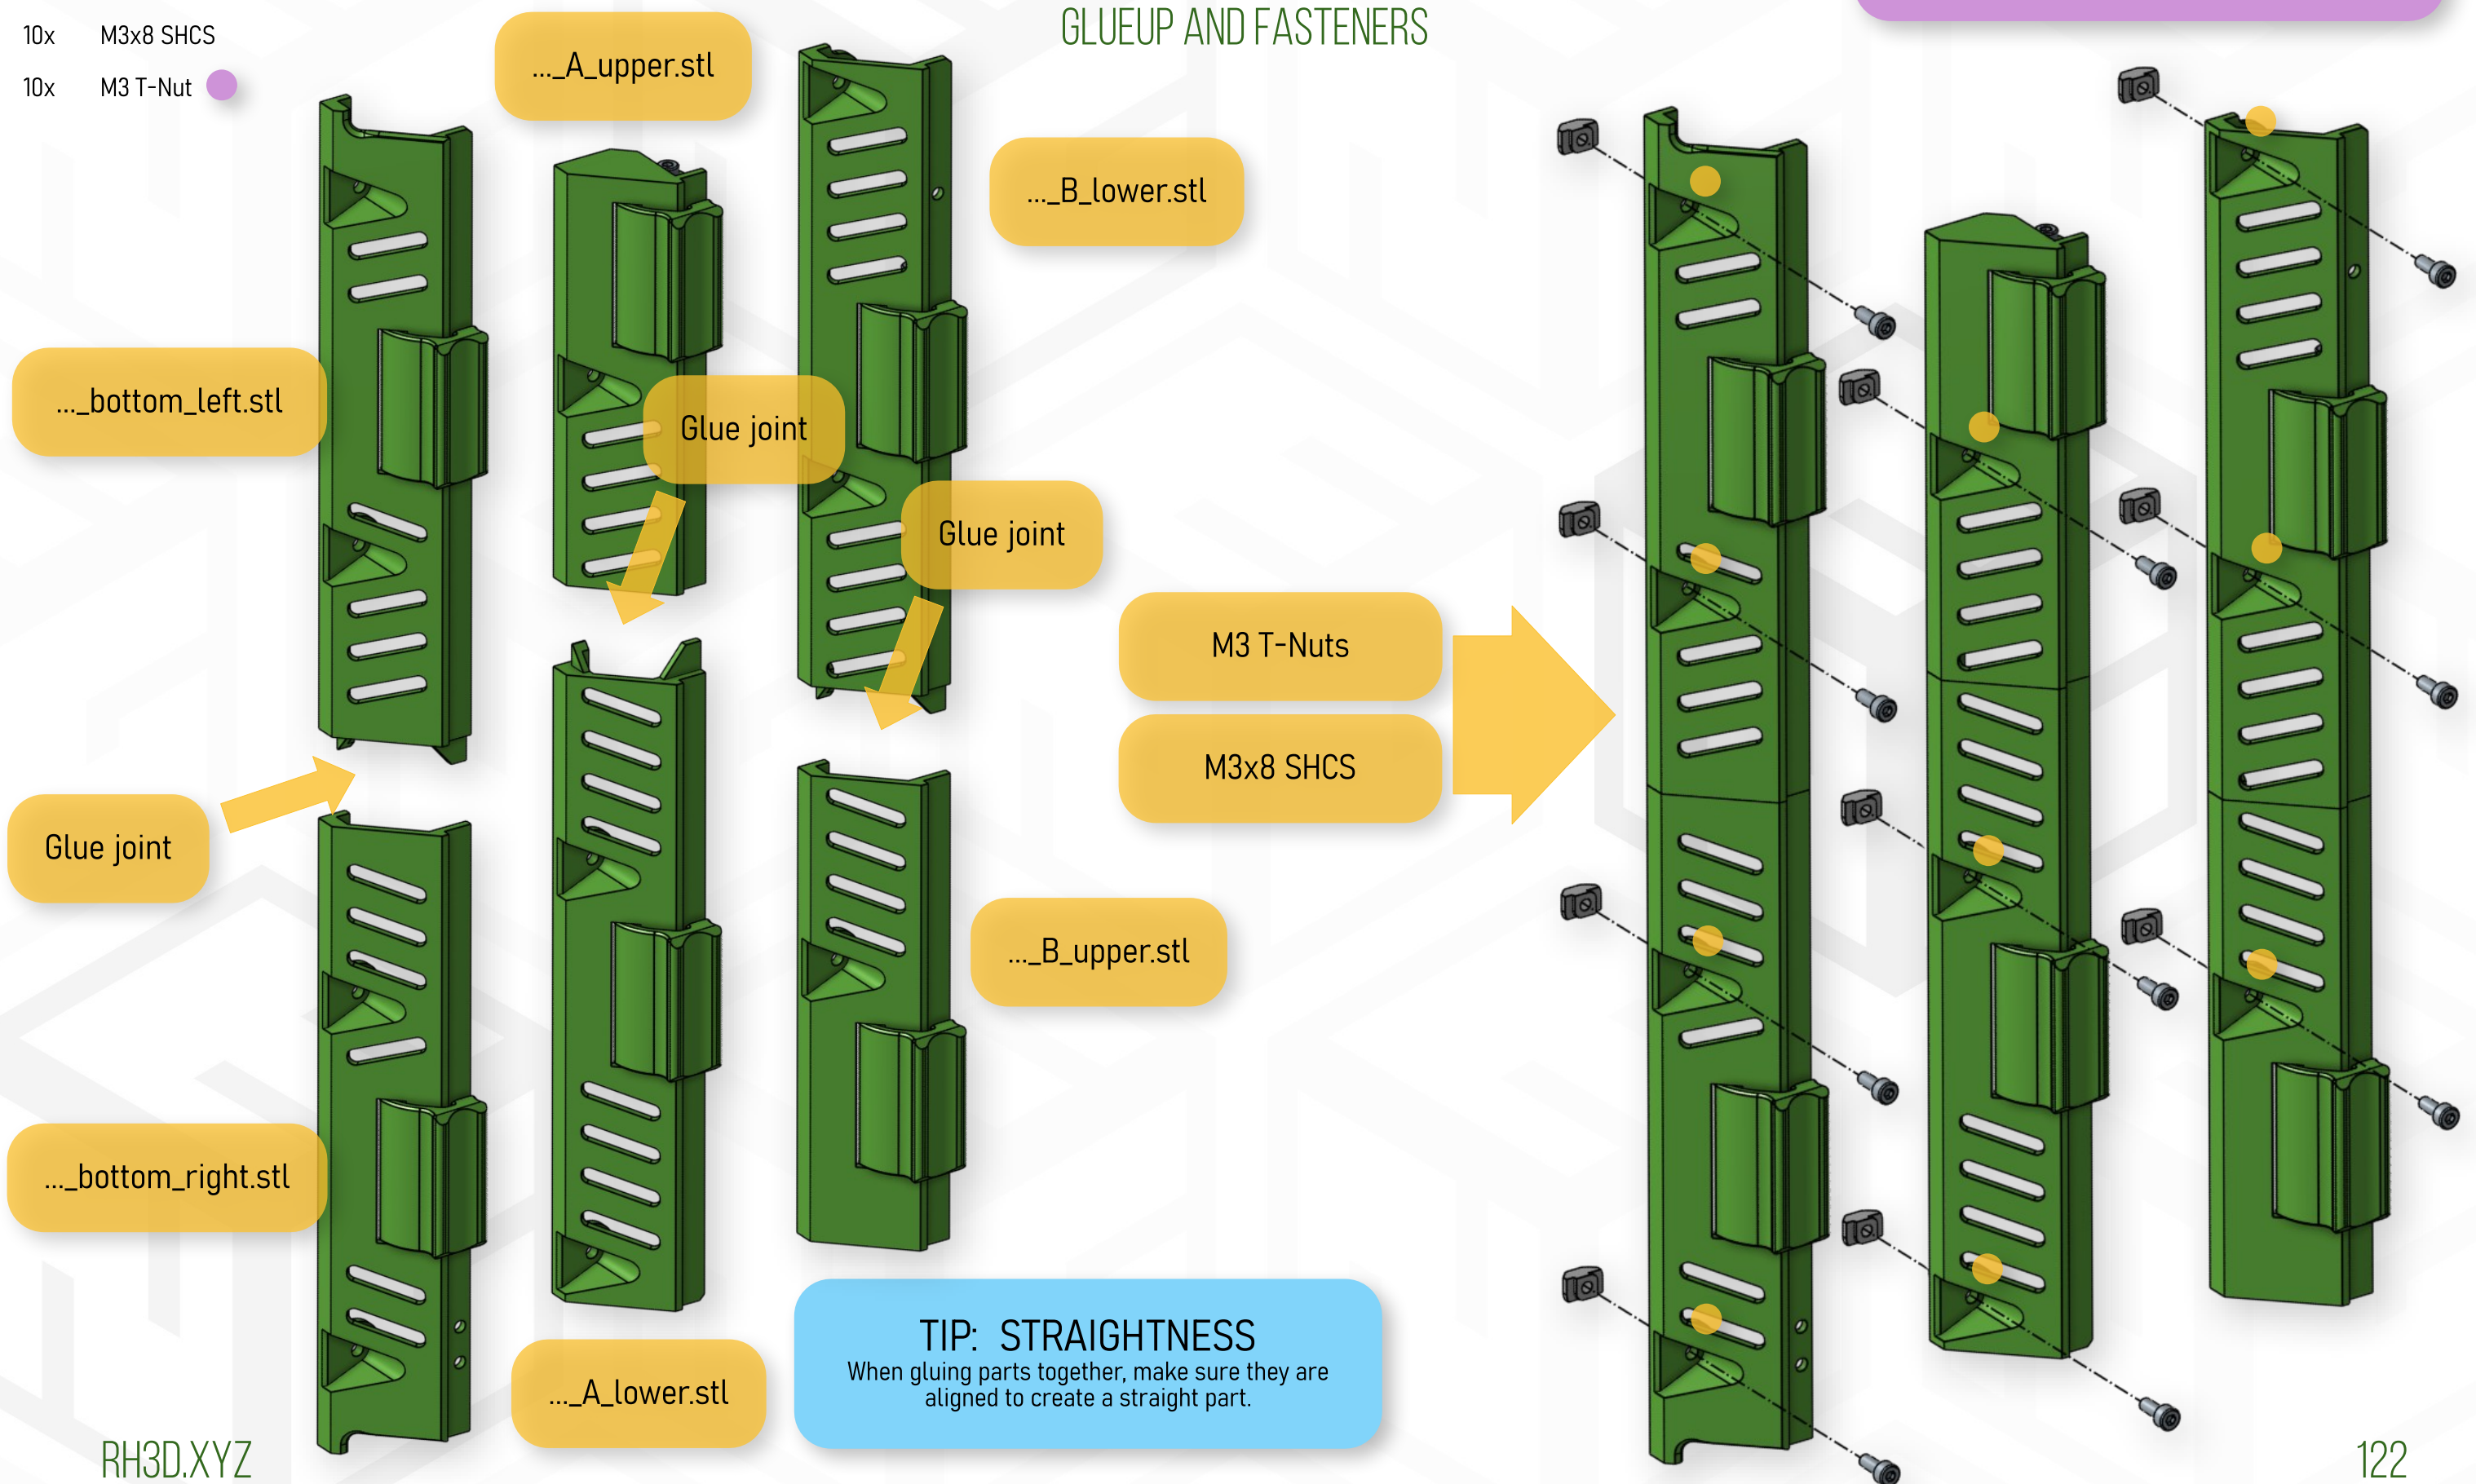 GLUEUP AND FASTENERS
10x M3x8 SHCS
10x M3 T-Nut
..._A_upper.stl
..._B_lower.stl
..._bottom_left.stl
Glue joint
Glue joint
M3 T-Nuts
M3x8 SHCS
Glue joint
..._B_upper.stl
..._bottom_right.stl
TIP: STRAIGHTNESS
When gluing parts together, make sure they are
aligned to create a straight part.
..._A_lower.stl
RH3D.XYZ
122